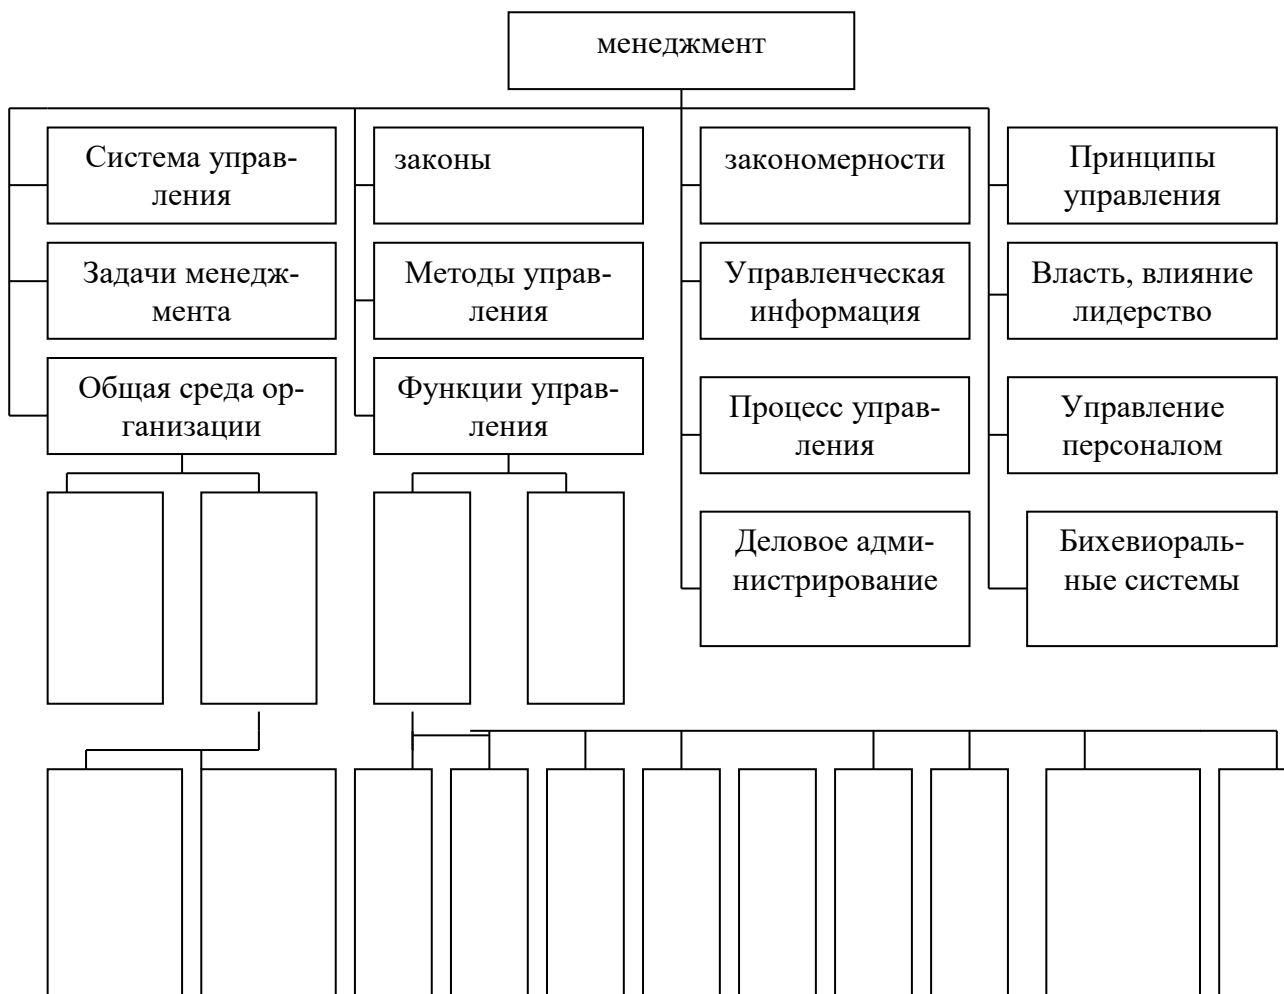 менеджмент
Система управ-
ления
законы
закономерности
Принципы
управления
Задачи менедж-
мента
Методы управ-
ления
Управленческая
информация
Власть, влияние
лидерство
Общая среда ор-
ганизации
Функции управ-
ления
Процесс управ-
ления
Управление
персоналом
Деловое адми-
нистрирование
Бихевиораль-
ные системы